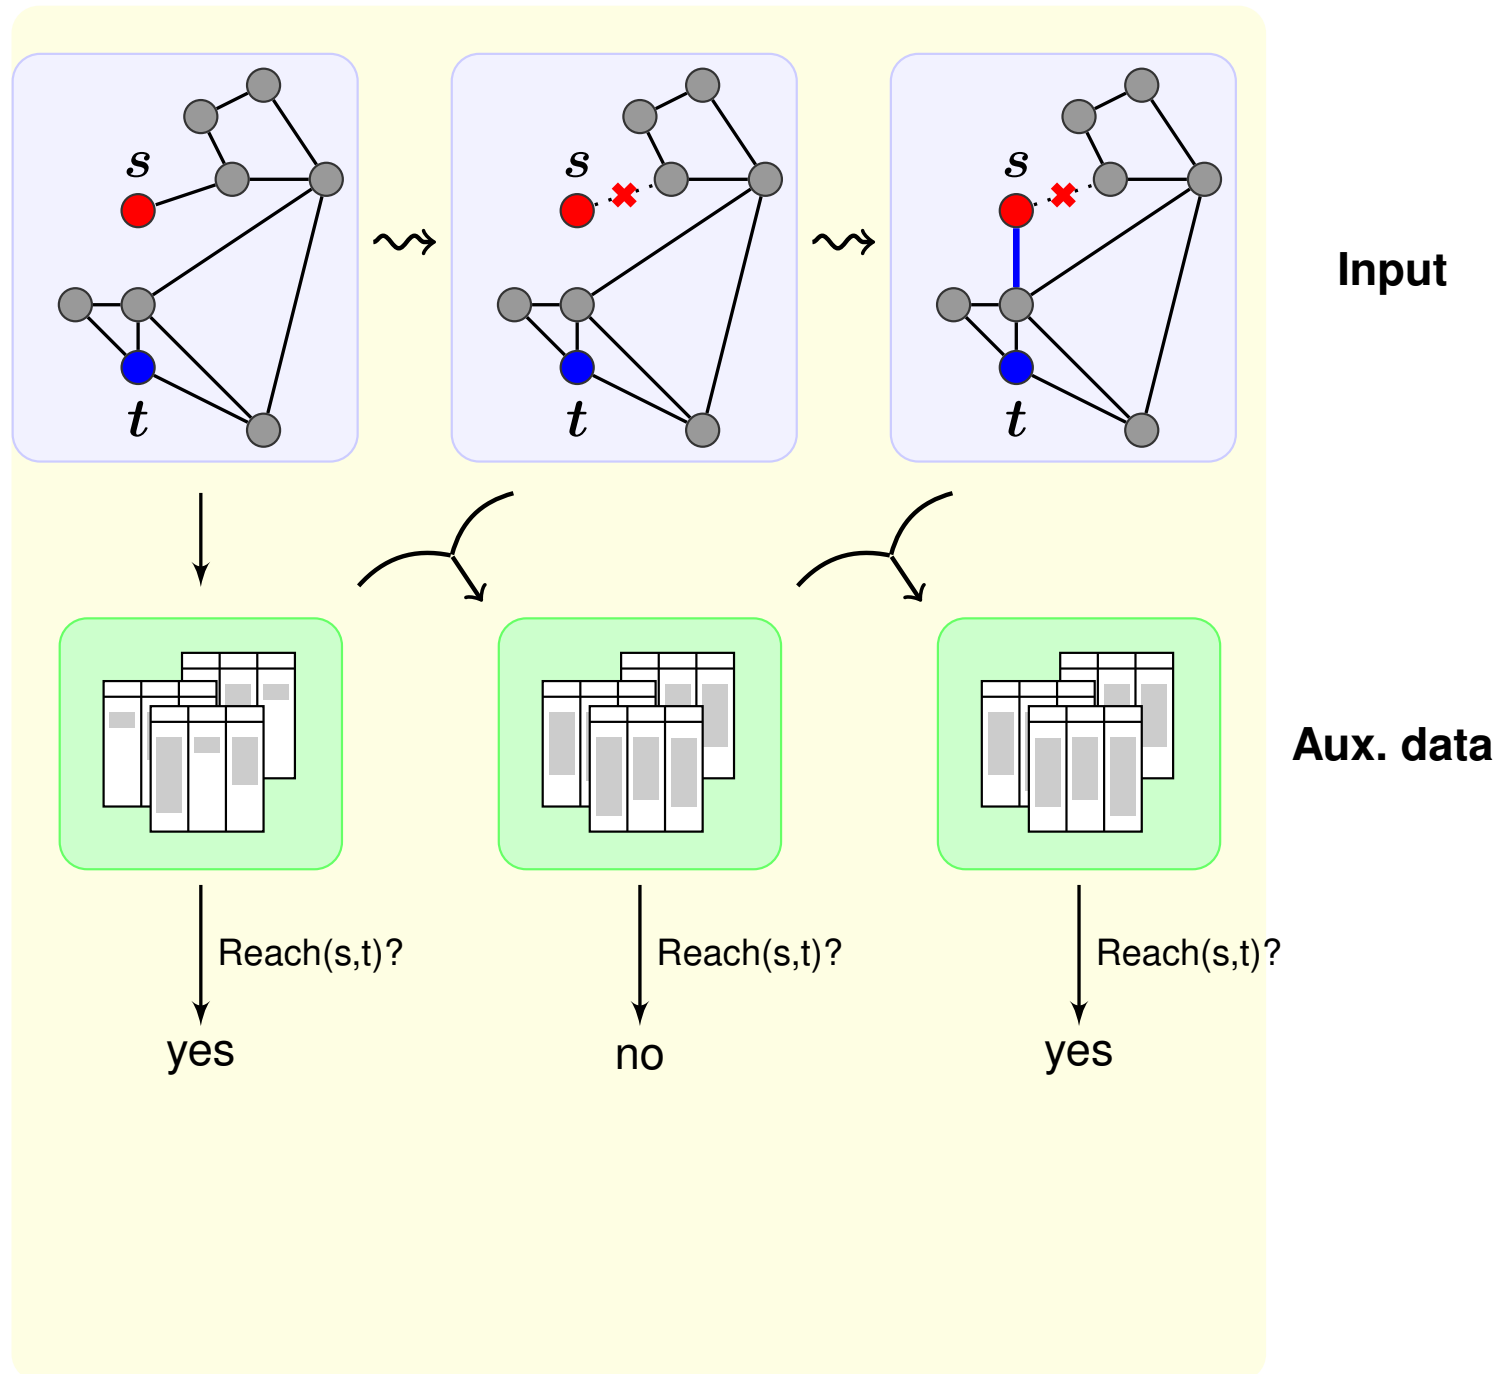 s s s
Input
t t t
Aux. data
Reach(s,t)? Reach(s,t)? Reach(s,t)?
yes no yes